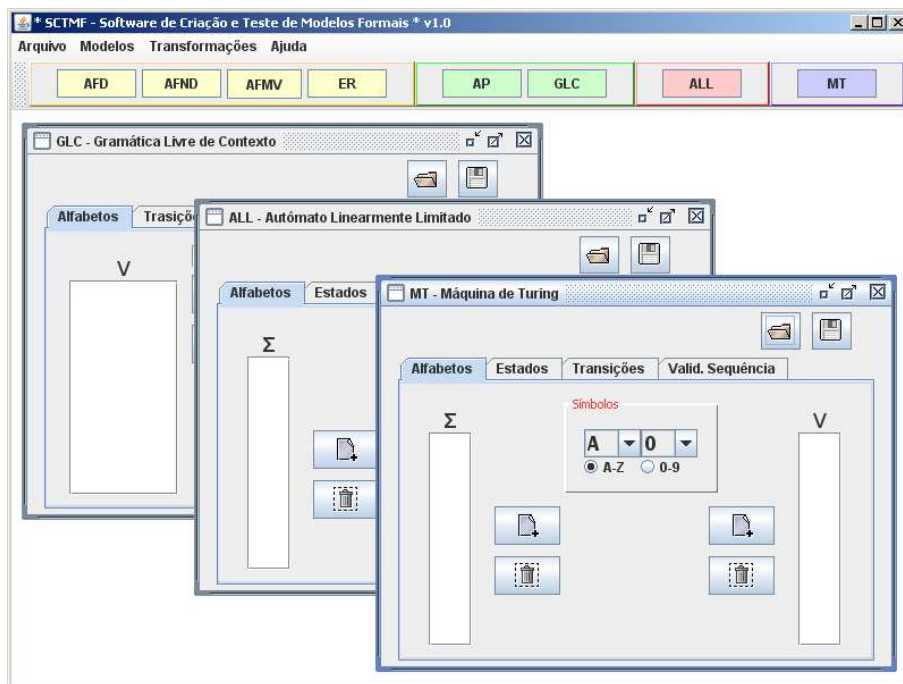 * SCTMF - Software de Criação e Teste de Modelos Formais * v1.0
Arquivo Modelos Transformações Ajuda
AFD AFND AFMV ER AP GLC ALL MT
GLC - Gramática Livre de Contexto
Alfabetos Trasiçõ
V
ALL - Autômato Linearmente Limitado
Alfabetos Estados
Σ
MT - Máquina de Turing
Alfabetos Estados Transições Valid. Sequência
Símbolos
Σ V
A 0
A-Z 0-9